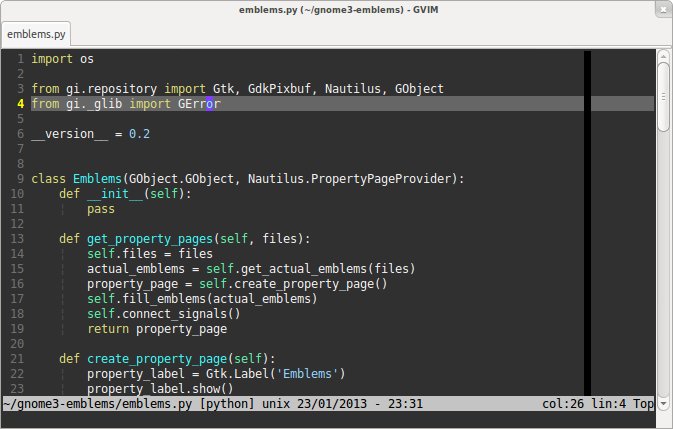 emblems.py (~/gnome3-emblems) - GVIM
emblems.py
1 import os
2
3 from gi.repository import Gtk, GdkPixbuf, Nautilus, GObject
4 from gi._glib import GError
5
6 __version__ = 0.2
7
8
9 class Emblems(GObject.GObject, Nautilus.PropertyPageProvider):
10     def __init__(self):
11     ¦   pass
12
13     def get_property_pages(self, files):
14     ¦   self.files = files
15     ¦   actual_emblems = self.get_actual_emblems(files)
16     ¦   property_page = self.create_property_page()
17     ¦   self.fill_emblems(actual_emblems)
18     ¦   self.connect_signals()
19     ¦   return property_page
20
21     def create_property_page(self):
22     ¦   property_label = Gtk.Label('Emblems')
23     ¦   property_label.show()
~/gnome3-emblems/emblems.py [python] unix 23/01/2013 - 23:31 col:26 lin:4 Top